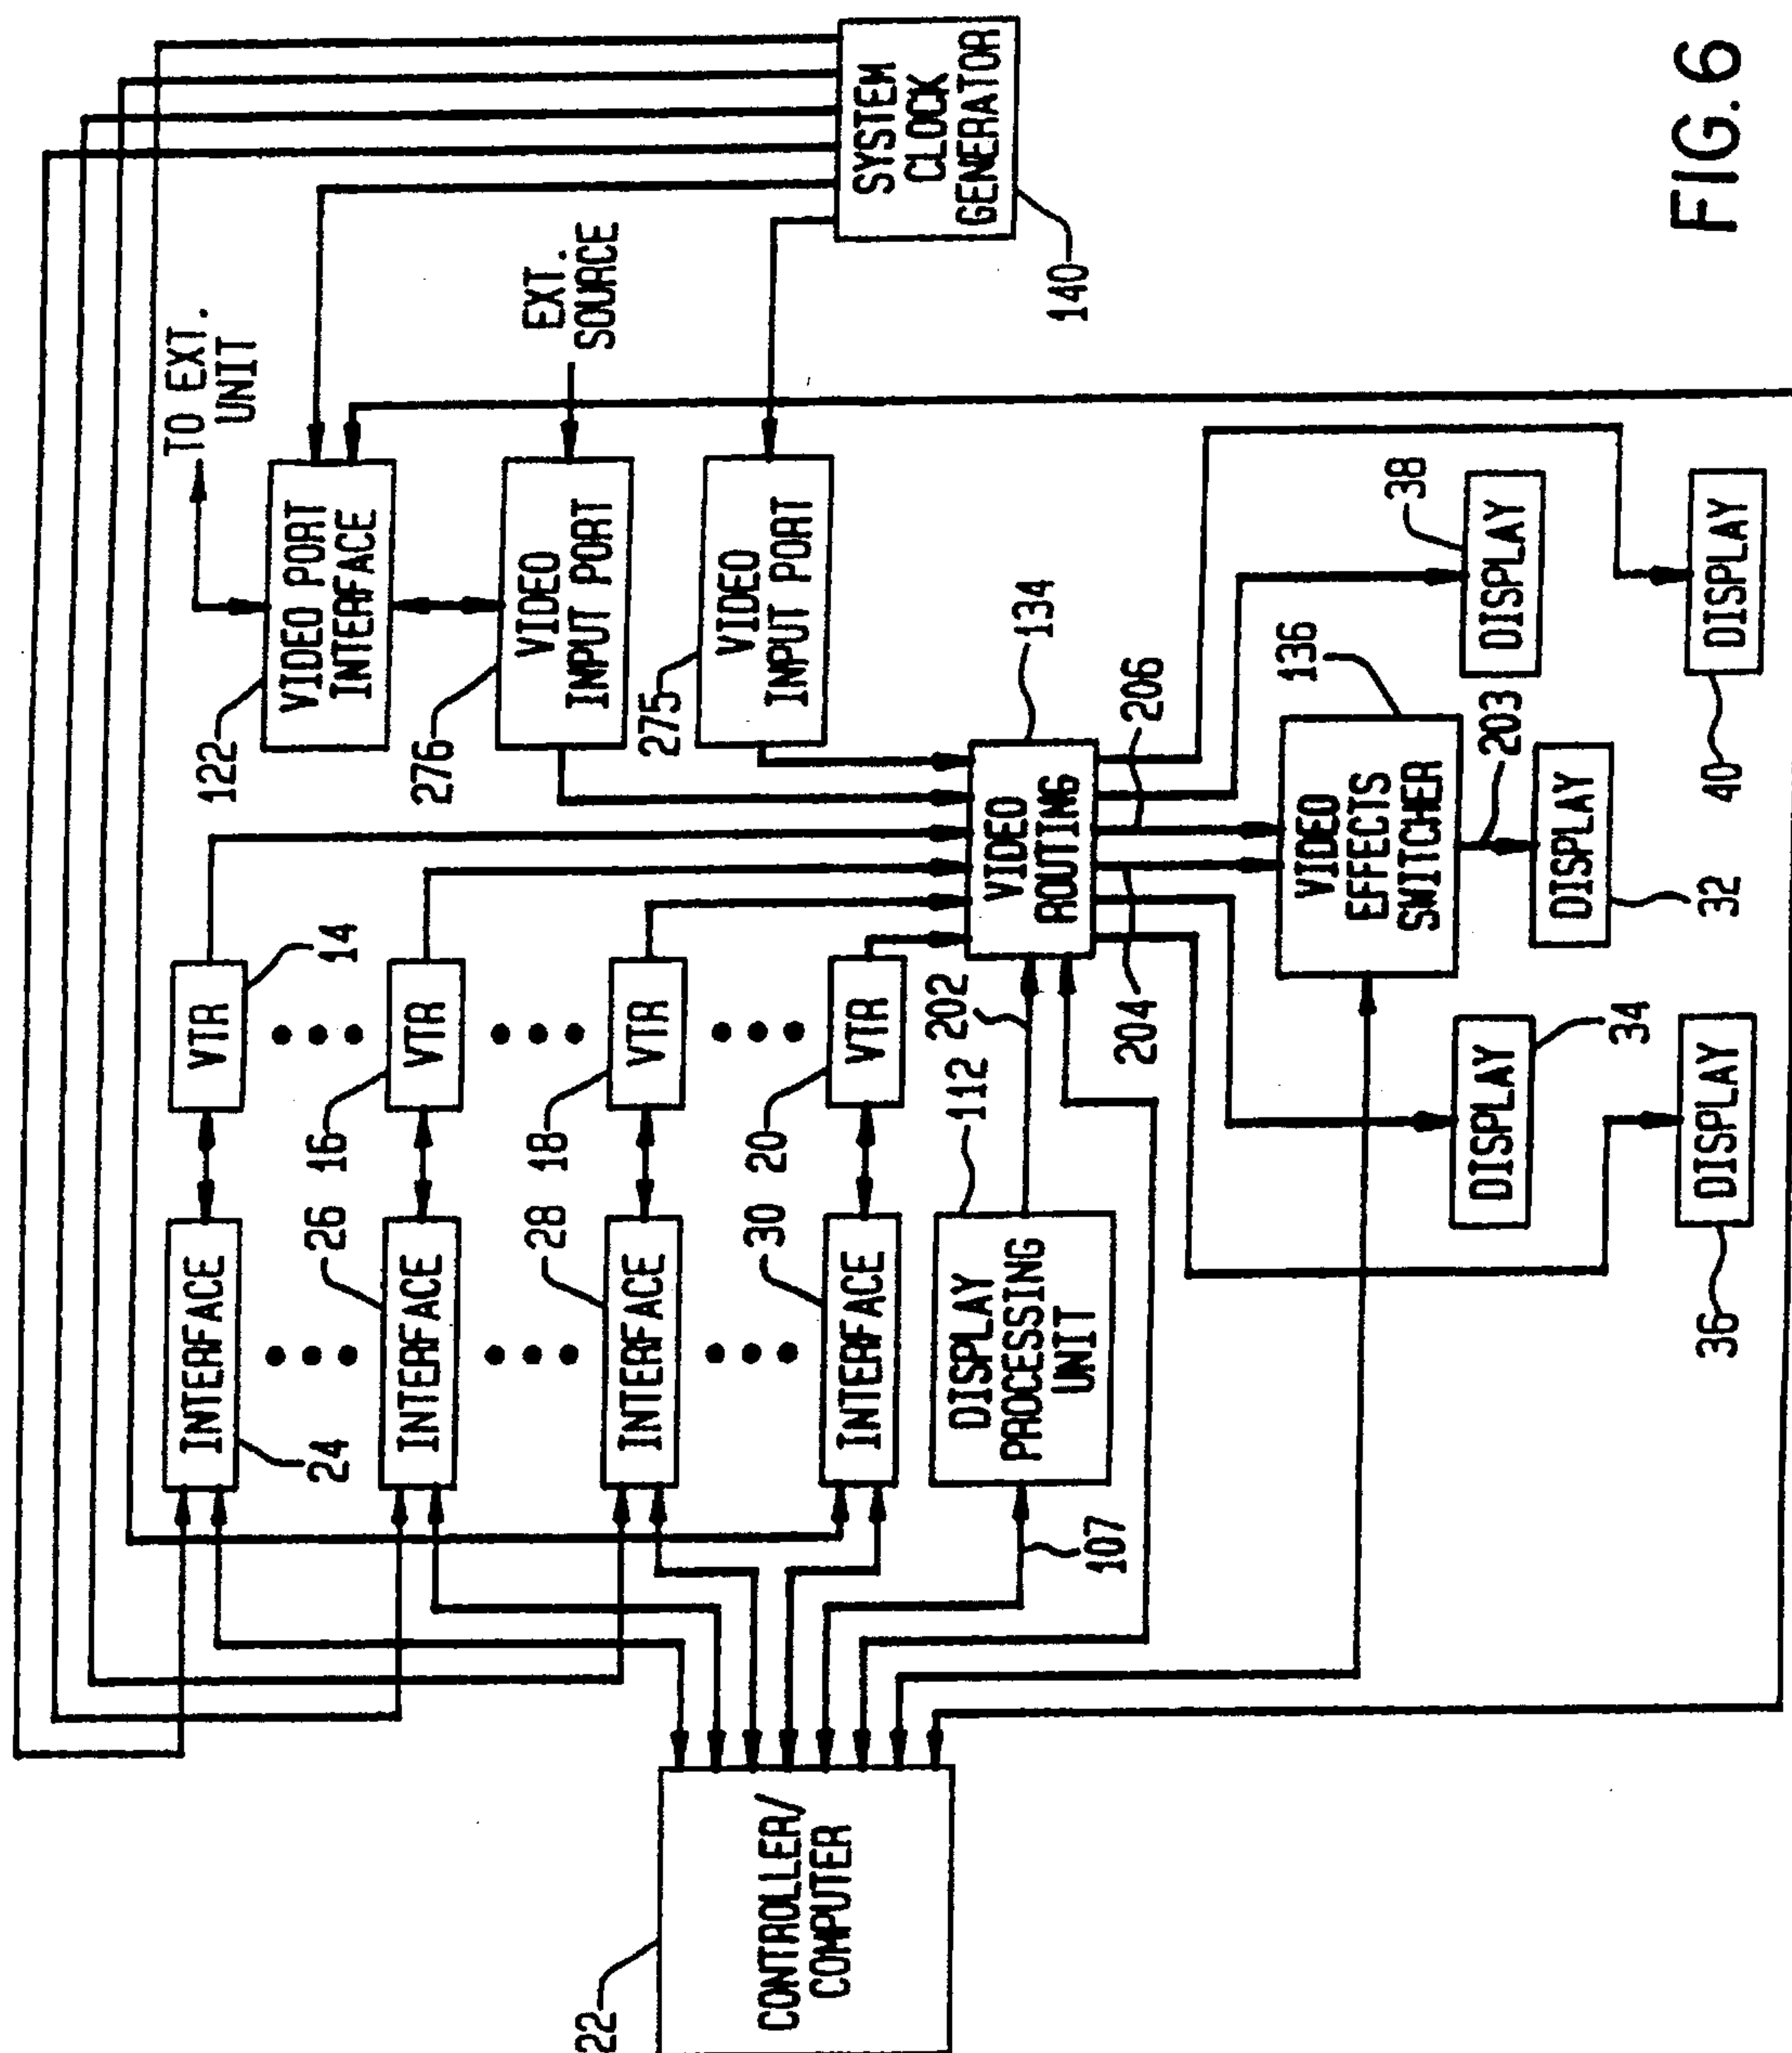 22
CONTROLLER/
COMPUTER
INTERFACE
24
26
INTERFACE
28
INTERFACE
30
INTERFACE
DISPLAY
PROCESSING
UNIT
107
112
202
VTR
14
16
VTR
18
VTR
20
VTR
122
VIDEO PORT
INTERFACE
276
VIDEO
INPUT PORT
275
VIDEO
INPUT PORT
TO EXT.
UNIT
EXT.
SOURCE
SYSTEM
CLOCK
GENERATOR
140
VIDEO
ROUTING
134
204
206
VIDEO
EFFECTS
SWITCHER
136
203
DISPLAY
34
DISPLAY
36
DISPLAY
32
DISPLAY
38
DISPLAY
40
FIG.6